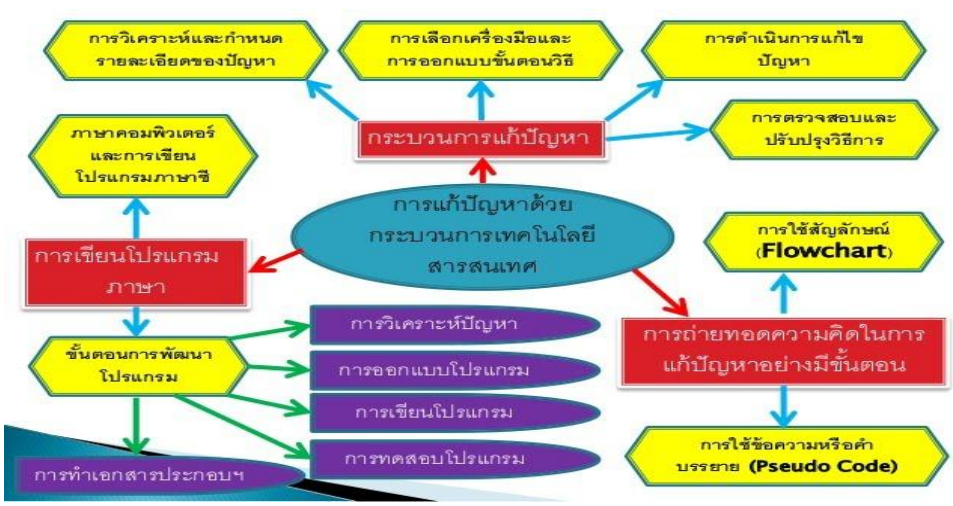 การวิเคราะห์และกำหนด
รายละเอียดของปัญหา
การเลือกเครื่องมือและ
การออกแบบขั้นตอนวิธี
การดำเนินการแก้ไข
ปัญหา
ภาษาคอมพิวเตอร์
และการเขียน
โปรแกรมภาษาซี
กระบวนการแก้ปัญหา
การตรวจสอบและ
ปรับปรุงวิธีการ
การแก้ปัญหาด้วย
กระบวนการเทคโนโลยี
สารสนเทศ
การใช้สัญลักษณ์
(Flowchart)
การเขียนโปรแกรม
ภาษา
การวิเคราะห์ปัญหา
การถ่ายทอดความคิดในการ
แก้ปัญหาอย่างมีขั้นตอน
ขั้นตอนการพัฒนา
โปรแกรม
การออกแบบโปรแกรม
การเขียนโปรแกรม
การทดสอบโปรแกรม
การทำเอกสารประกอบฯ
การใช้ข้อความหรือคำ
บรรยาย (Pseudo Code)